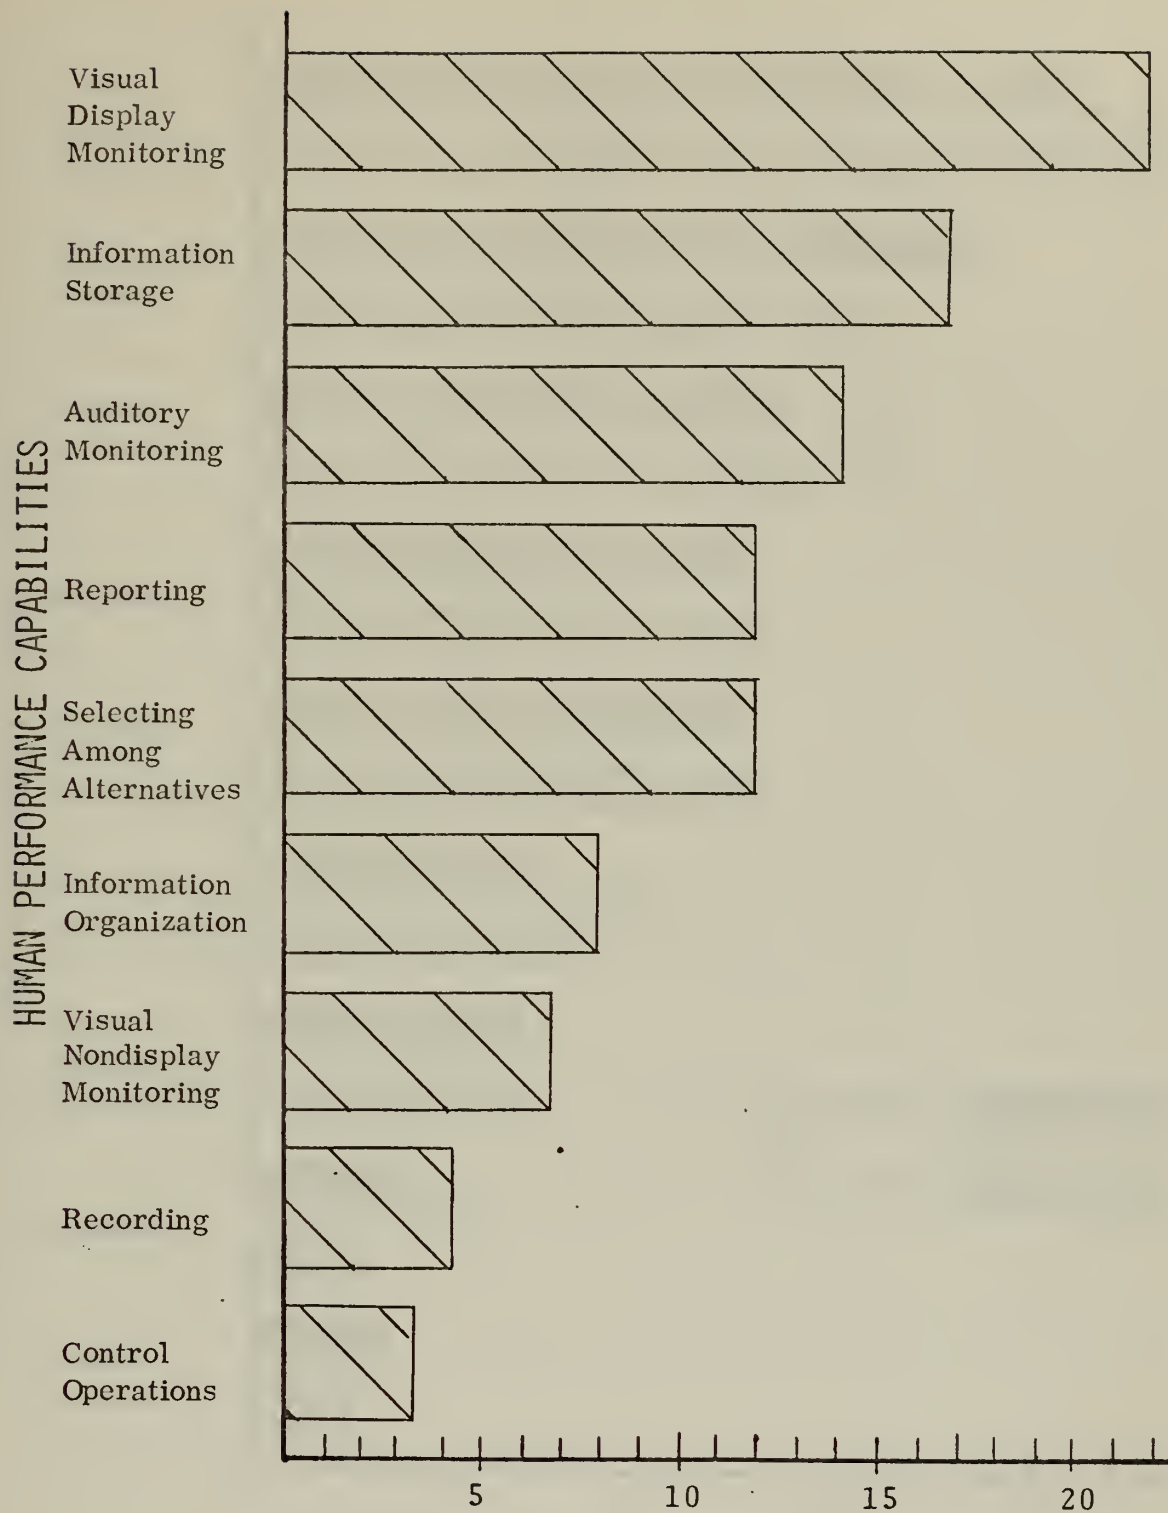 HUMAN PERFORMANCE CAPABILITIES
Visual
Display
Monitoring
Information
Storage
Auditory
Monitoring
Reporting
Selecting
Among
Alternatives
Information
Organization
Visual
Nondisplay
Monitoring
Recording
Control
Operations
5 10 15 20